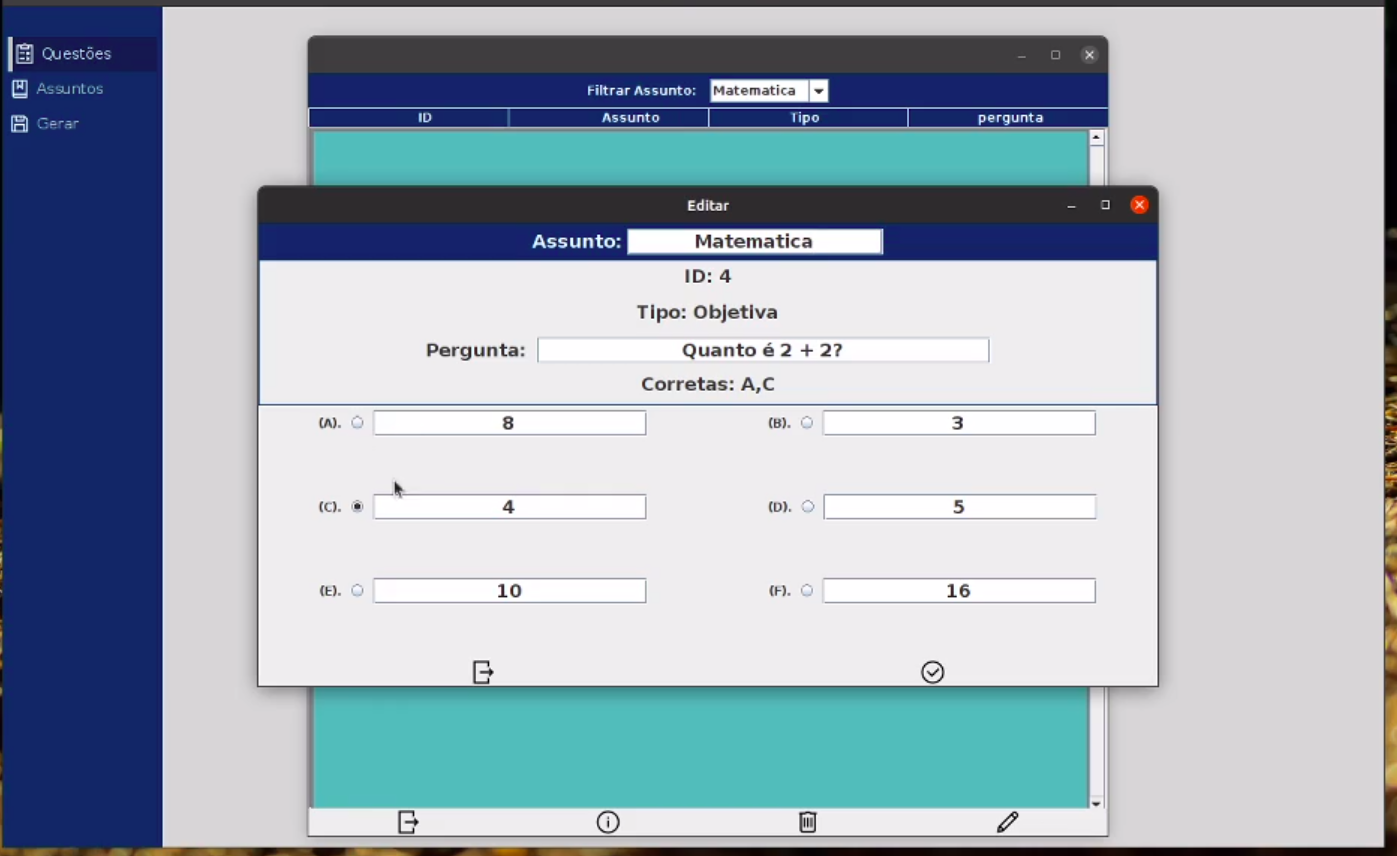 Questões
Assuntos
Gerar
Filtrar Assunto: Matematica
ID Assunto Tipo pergunta
Editar
Assunto: Matematica
ID: 4
Tipo: Objetiva
Pergunta: Quanto é 2 + 2?
Corretas: A,C
(A). 8 (B). 3
(C). 4 (D). 5
(E). 10 (F). 16